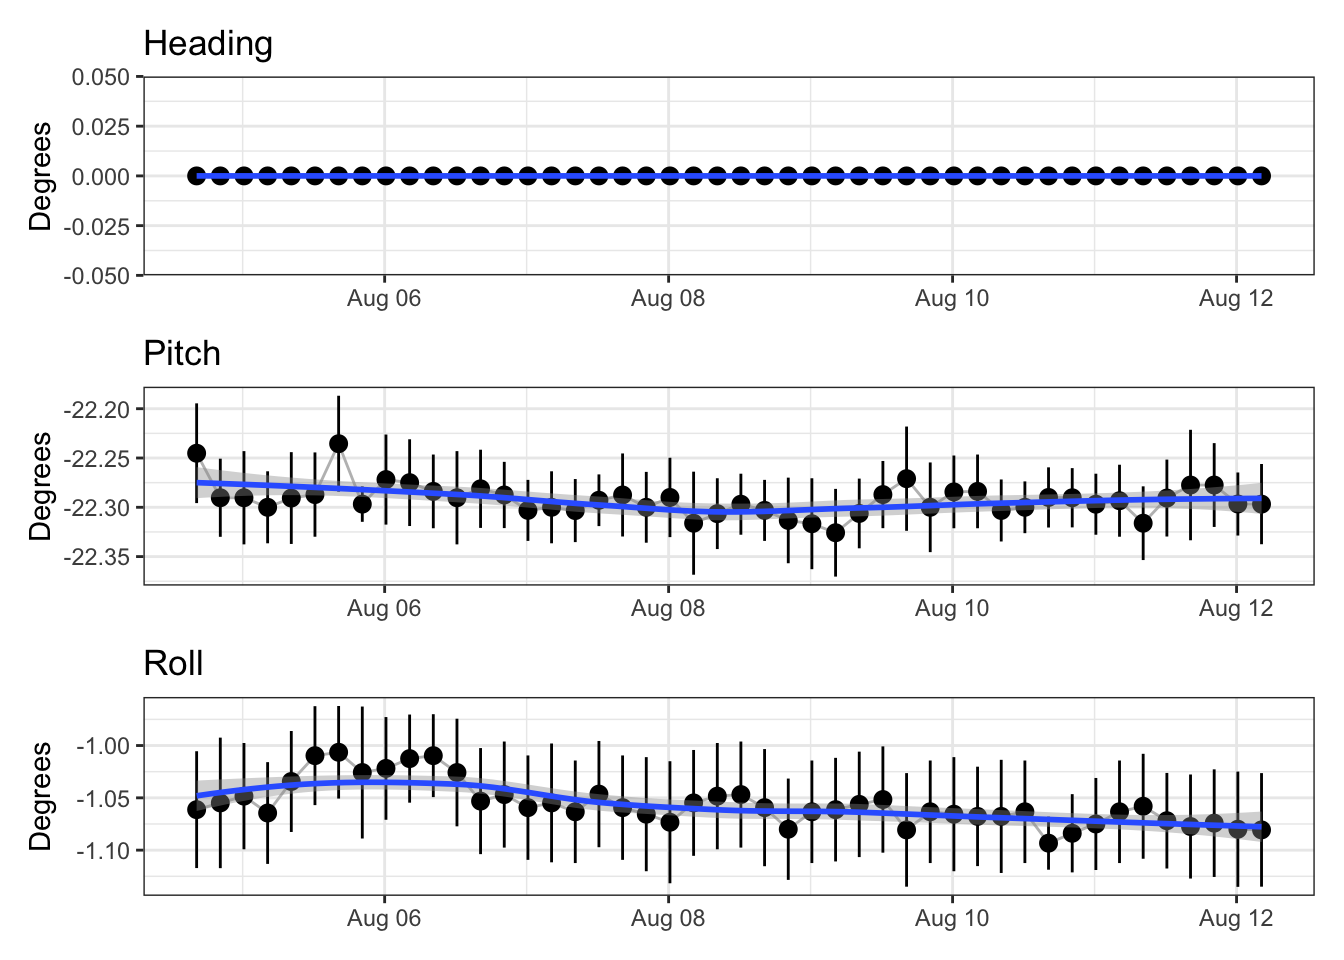 Heading
Degrees
0.050
0.025
0.000
-0.025
-0.050
Aug 06 Aug 08 Aug 10 Aug 12
Pitch
Degrees
-22.20
-22.25
-22.30
-22.35
Aug 06 Aug 08 Aug 10 Aug 12
Roll
Degrees
-1.00
-1.05
-1.10
Aug 06 Aug 08 Aug 10 Aug 12